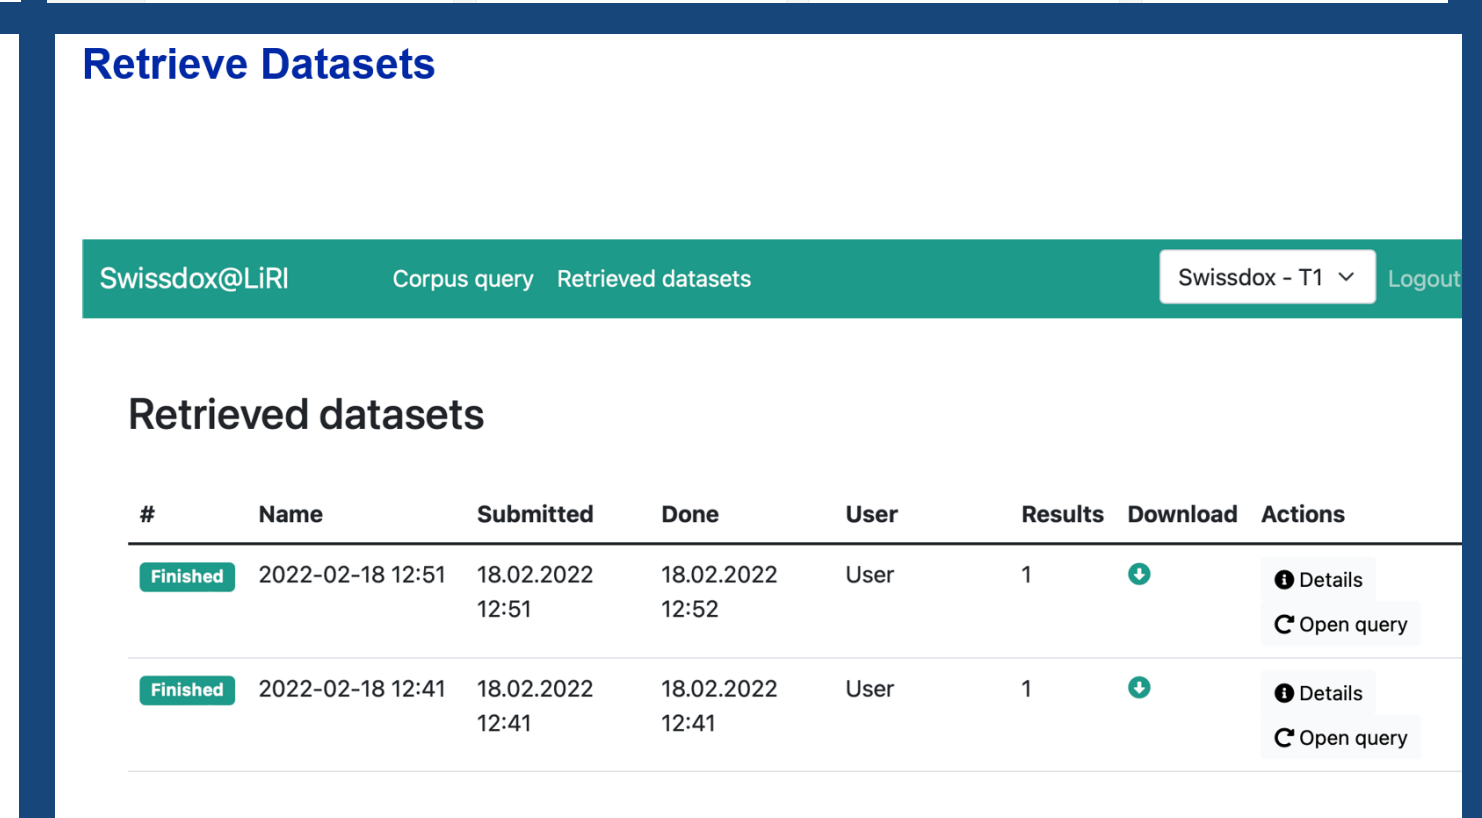 Retrieve Datasets
Swissdox@LiRI Corpus query Retrieved datasets Swissdox - T1 Logout
Retrieved datasets
# Name Submitted Done User Results Download Actions
Finished 2022-02-18 12:51 18.02.2022 18.02.2022 User 1 Details
12:51 12:52
Open query
Finished 2022-02-18 12:41 18.02.2022 18.02.2022 User 1 Details
12:41 12:41
Open query